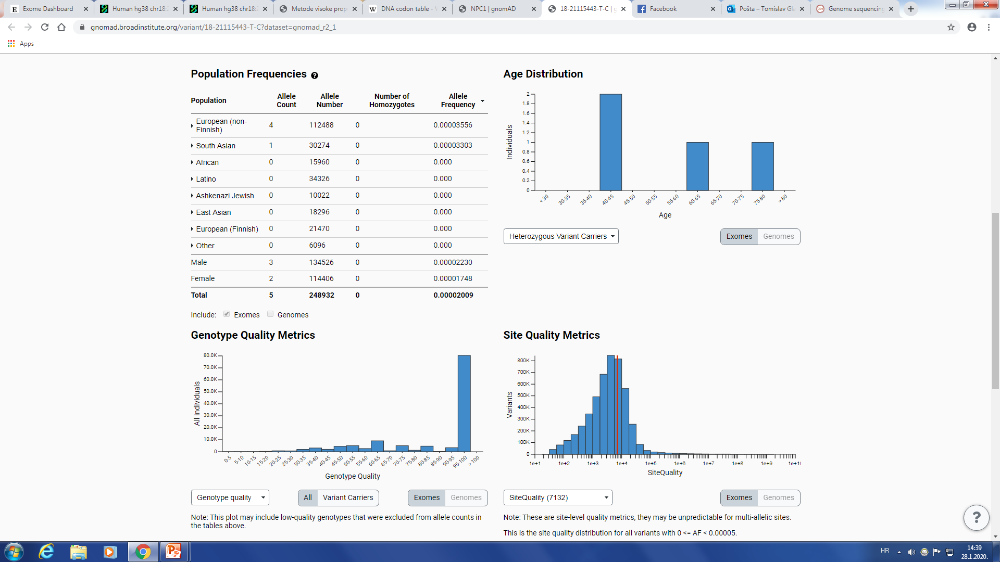 Exome Dashboard
Human hg38 chr18:
Human hg38 chr18:
Metode visoke prop
DNA codon table -
NPC1 | gnomAD
18-21115443-T-C |
Facebook
Pošta – Tomislav Gla
Genome sequencing
gnomad.broadinstitute.org/variant/18-21115443-T-C?dataset=gnomad_r2_1
Apps
Population Frequencies ?
Population Allele Count Allele Number Number of Homozygotes Allele Frequency
European (non-Finnish) 4 112488 0 0.00003556
South Asian 1 30274 0 0.00003303
African 0 15960 0 0.000
Latino 0 34326 0 0.000
Ashkenazi Jewish 0 10022 0 0.000
East Asian 0 18296 0 0.000
European (Finnish) 0 21470 0 0.000
Other 0 6096 0 0.000
Male 3 134526 0 0.00002230
Female 2 114406 0 0.00001748
Total 5 248932 0 0.00002009
Include: Exomes Genomes
Age Distribution
Individuals
2
1.8
1.6
1.4
1.2
1
0.8
0.6
0.4
0.2
0
< 30 30-35 35-40 40-45 45-50 50-55 55-60 60-65 65-70 70-75 75-80 > 80
Age
Heterozygous Variant Carriers Exomes Genomes
Genotype Quality Metrics
All individuals
80.0K
70.0K
60.0K
50.0K
40.0K
30.0K
20.0K
10.0K
0
0-5 5-10 10-15 15-20 20-25 25-30 30-35 35-40 40-45 45-50 50-55 55-60 60-65 65-70 70-75 75-80 80-85 85-90 90-95 95-100 > 100
Genotype Quality
Genotype quality All Variant Carriers Exomes Genomes
Note: This plot may include low-quality genotypes that were excluded from allele counts in
the tables above.
Site Quality Metrics
Variants
800K
700K
600K
500K
400K
300K
200K
100K
0
1e+1 1e+2 1e+3 1e+4 1e+5 1e+6 1e+7 1e+8 1e+9 1e+1
SiteQuality
SiteQuality (7132) Exomes Genomes
Note: These are site-level quality metrics, they may be unpredictable for multi-allelic sites.
This is the site quality distribution for all variants with 0 <= AF < 0.00005.
?
HR
14:39
28.1.2020.